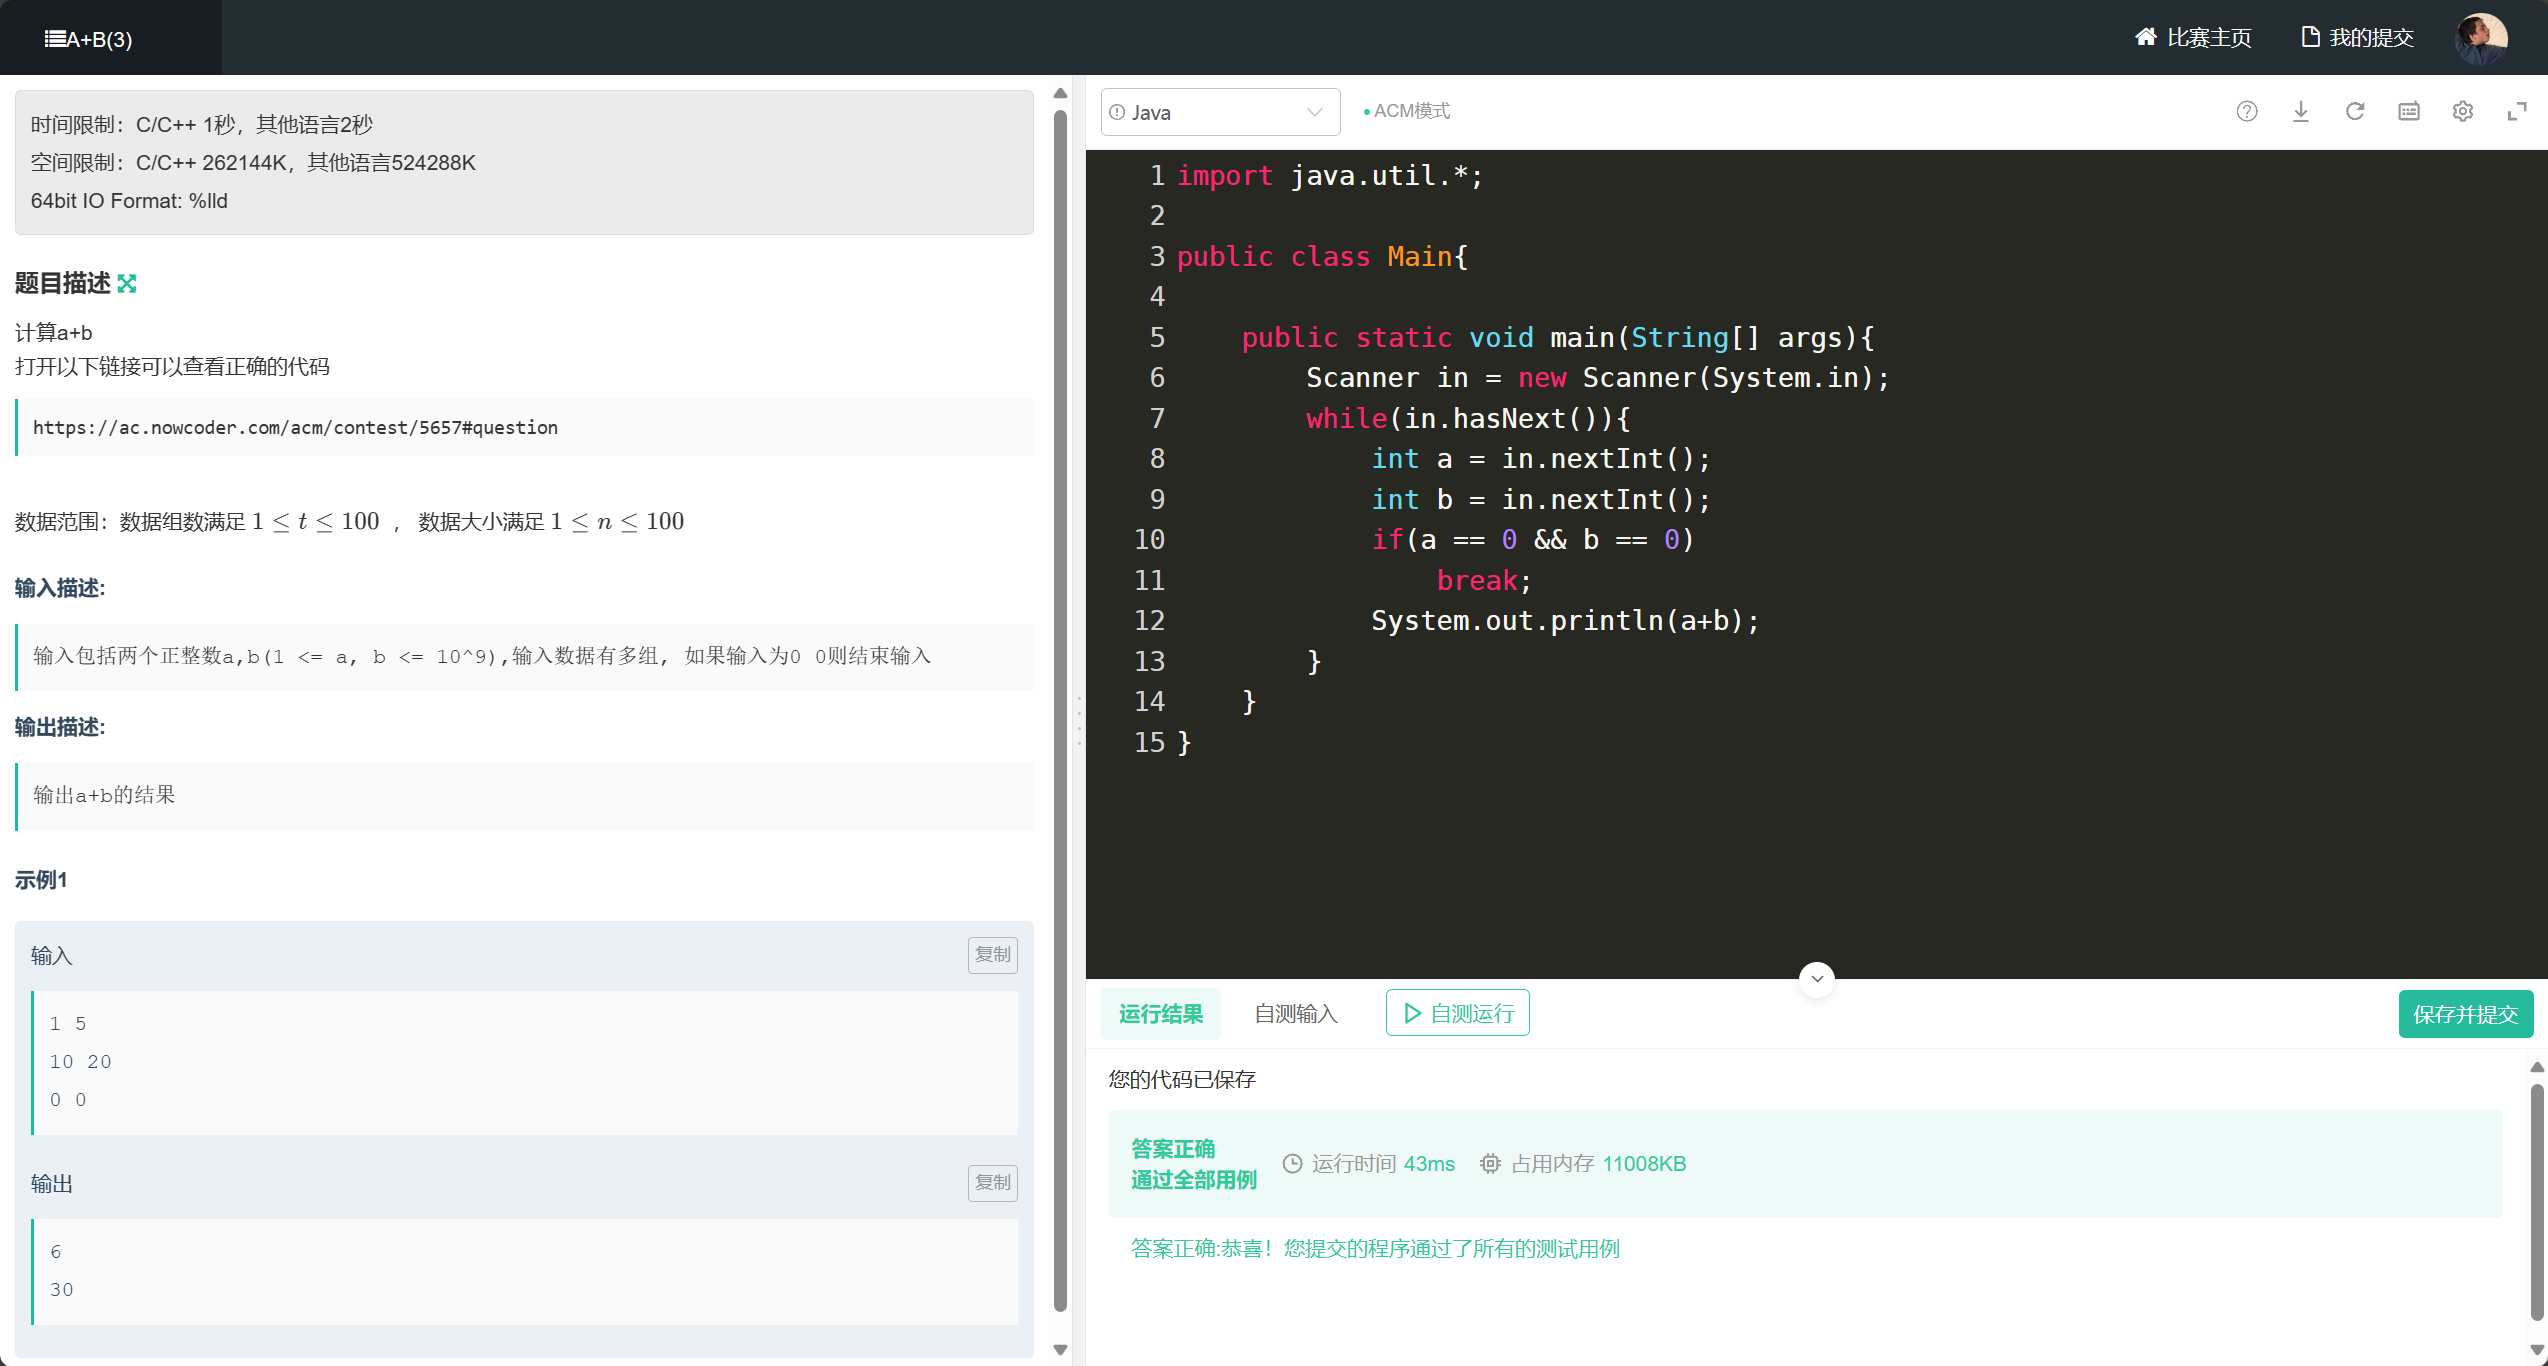 A+B(3)
比赛主页
我的提交
时间限制：C/C++ 1秒，其他语言2秒
空间限制：C/C++ 262144K，其他语言524288K
64bit IO Format: %lld
题目描述
计算a+b
打开以下链接可以查看正确的代码
https://ac.nowcoder.com/acm/contest/5657#question
数据范围：数据组数满足 1 ≤ t ≤ 100 ， 数据大小满足 1 ≤ n ≤ 100
输入描述:
输入包括两个正整数a,b(1 <= a, b <= 10^9),输入数据有多组, 如果输入为0 0则结束输入
输出描述:
输出a+b的结果
示例1
输入
复制
1 5
10 20
0 0
输出
复制
6
30
Java
ACM模式
1 import java.util.*;
2
3 public class Main{
4
5     public static void main(String[] args){
6         Scanner in = new Scanner(System.in);
7         while(in.hasNext()){
8             int a = in.nextInt();
9             int b = in.nextInt();
10             if(a == 0 && b == 0)
11                 break;
12             System.out.println(a+b);
13         }
14     }
15 }
运行结果
自测输入
自测运行
保存并提交
您的代码已保存
答案正确
通过全部用例
运行时间 43ms
占用内存 11008KB
答案正确:恭喜！您提交的程序通过了所有的测试用例